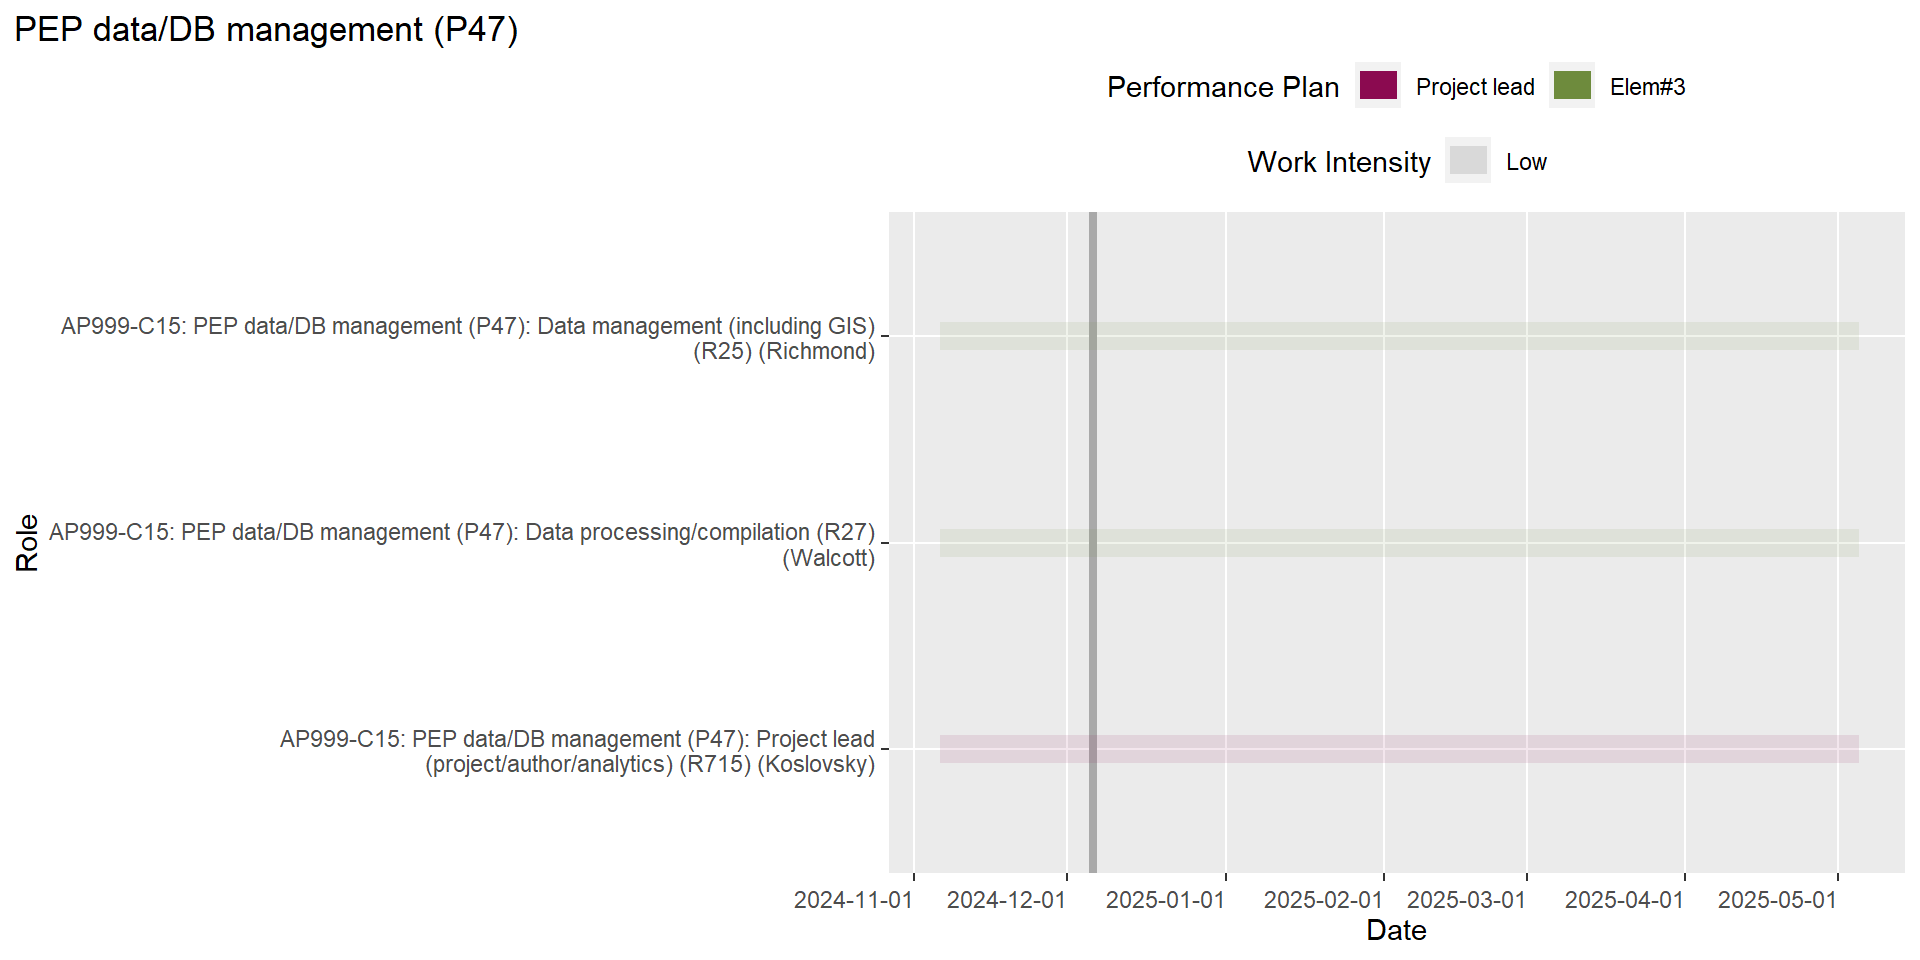 PEP data/DB management (P47)
Performance Plan Project lead Elem#3
Work Intensity Low
AP999-C15: PEP data/DB management (P47): Data management (including GIS)
(R25) (Richmond)
AP999-C15: PEP data/DB management (P47): Data processing/compilation (R27)
(Walcott)
AP999-C15: PEP data/DB management (P47): Project lead
(project/author/analytics) (R715) (Koslovsky)
Role
2024-11-01 2024-12-01 2025-01-01 2025-02-01 2025-03-01 2025-04-01 2025-05-01
Date